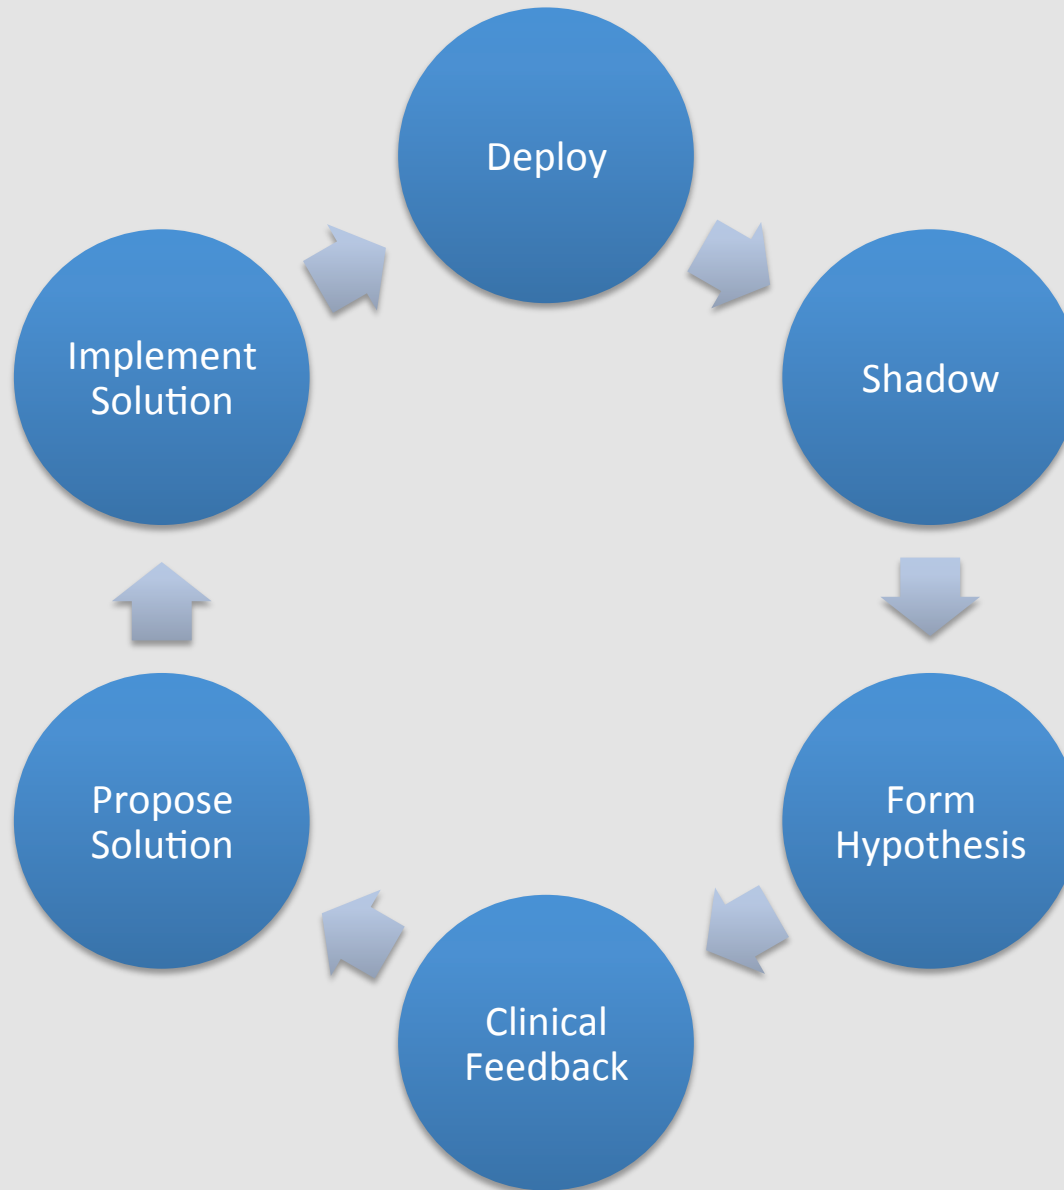 Deploy
Shadow
Form
Hypothesis
Clinical
Feedback
Propose
Solution
Implement
Solution